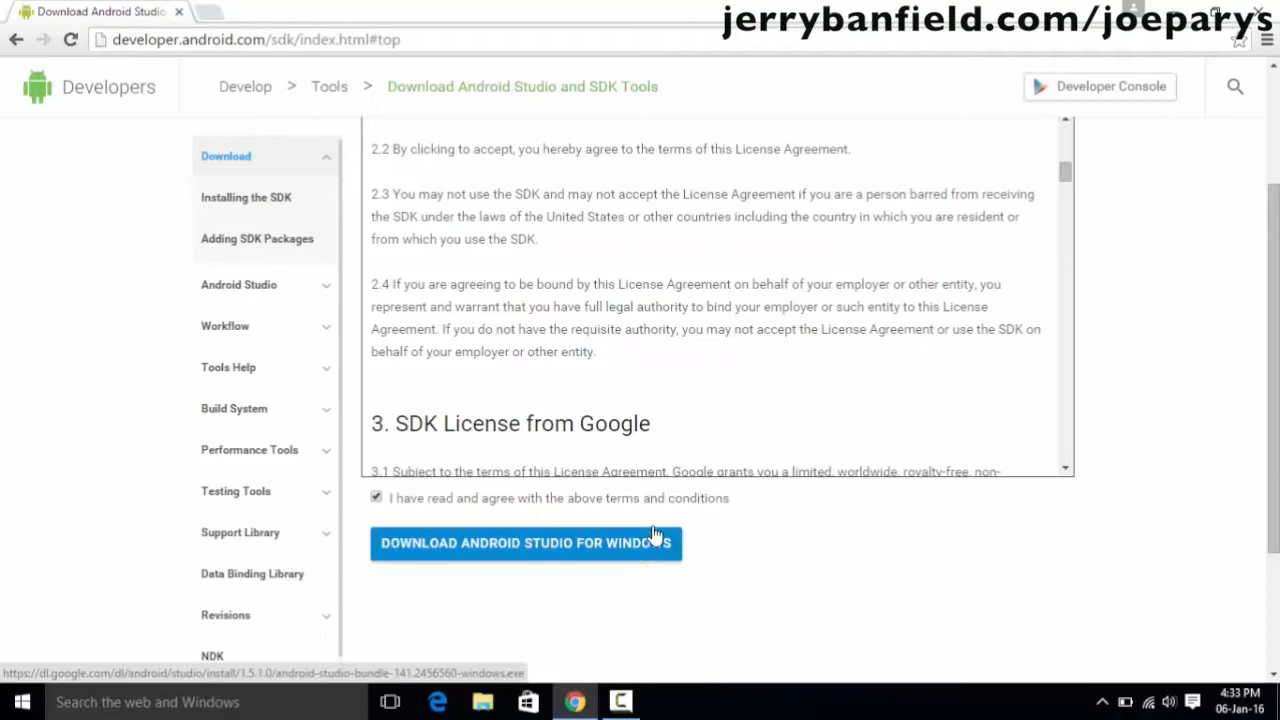 Download Android Studio
jerrybanfield.com/joeparys
developer.android.com/sdk/index.html#top
Developers
Develop > Tools > Download Android Studio and SDK Tools
Developer Console
Download
Installing the SDK
Adding SDK Packages
Android Studio
Workflow
Tools Help
Build System
Performance Tools
Testing Tools
Support Library
Data Binding Library
Revisions
NDK
2.2 By clicking to accept, you hereby agree to the terms of this License Agreement.
2.3 You may not use the SDK and may not accept the License Agreement if you are a person barred from receiving
the SDK under the laws of the United States or other countries including the country in which you are resident or
from which you use the SDK.
2.4 If you are agreeing to be bound by this License Agreement on behalf of your employer or other entity, you
represent and warrant that you have full legal authority to bind your employer or such entity to this License
Agreement. If you do not have the requisite authority, you may not accept the License Agreement or use the SDK on
behalf of your employer or other entity.
3. SDK License from Google
3.1 Subject to the terms of this License Agreement, Google grants you a limited, worldwide, royalty-free, non-
I have read and agree with the above terms and conditions
DOWNLOAD ANDROID STUDIO FOR WINDOWS
https://dl.google.com/dl/android/studio/install/1.5.1.0/android-studio-bundle-141.2456560-windows.exe
Search the web and Windows
4:33 PM
06-Jan-16